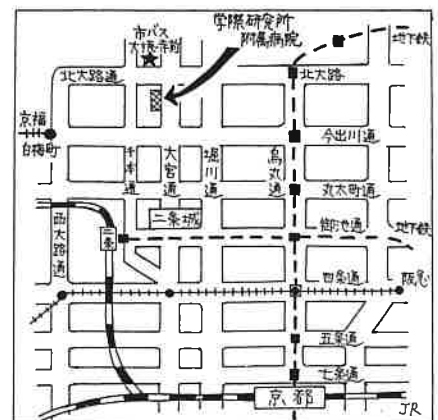 学際研究所
附属病院
市バス
大徳寺前
地下鉄
北大路通
北大路
京福
白梅町
今出川通
千本通
大宮通
堀川通
烏丸通
丸太町通
二条城
御池通
地下鉄
西大路通
二条
四条通
阪急
五条通
七条通
京都
JR